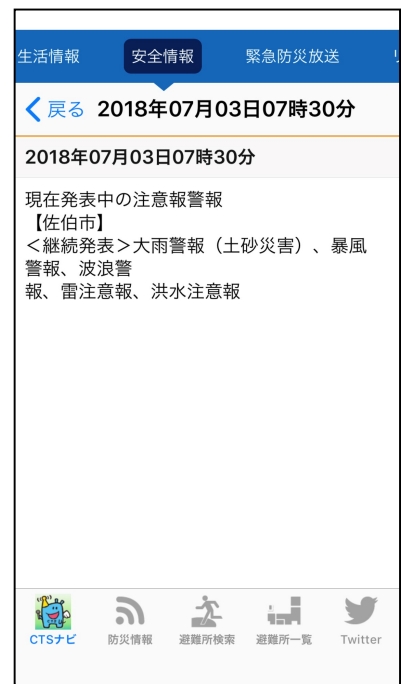 生活情報 安全情報 緊急防災放送
戻る 2018年07月03日07時30分
2018年07月03日07時30分
現在発表中の注意報警報
【佐伯市】
＜継続発表＞大雨警報（土砂災害）、暴風
警報、波浪警
報、雷注意報、洪水注意報
CTSナビ 防災情報 避難所検索 避難所一覧 Twitter